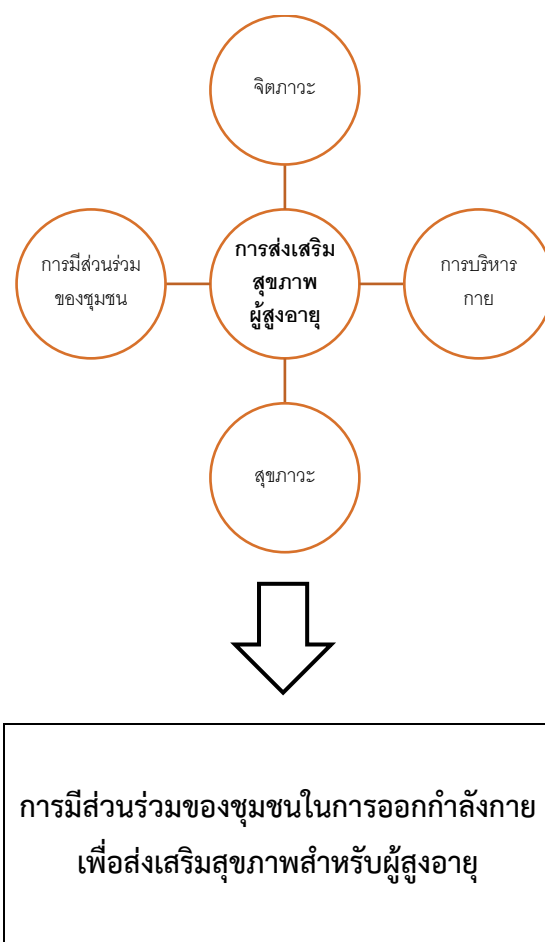 จิตภาวะ
การมีส่วนร่วม
ของชุมชน
การส่งเสริม
สุขภาพ
ผู้สูงอายุ
การบริหาร
กาย
สุขภาวะ
การมีส่วนร่วมของชุมชนในการออกกำลังกาย
เพื่อส่งเสริมสุขภาพสำหรับผู้สูงอายุ